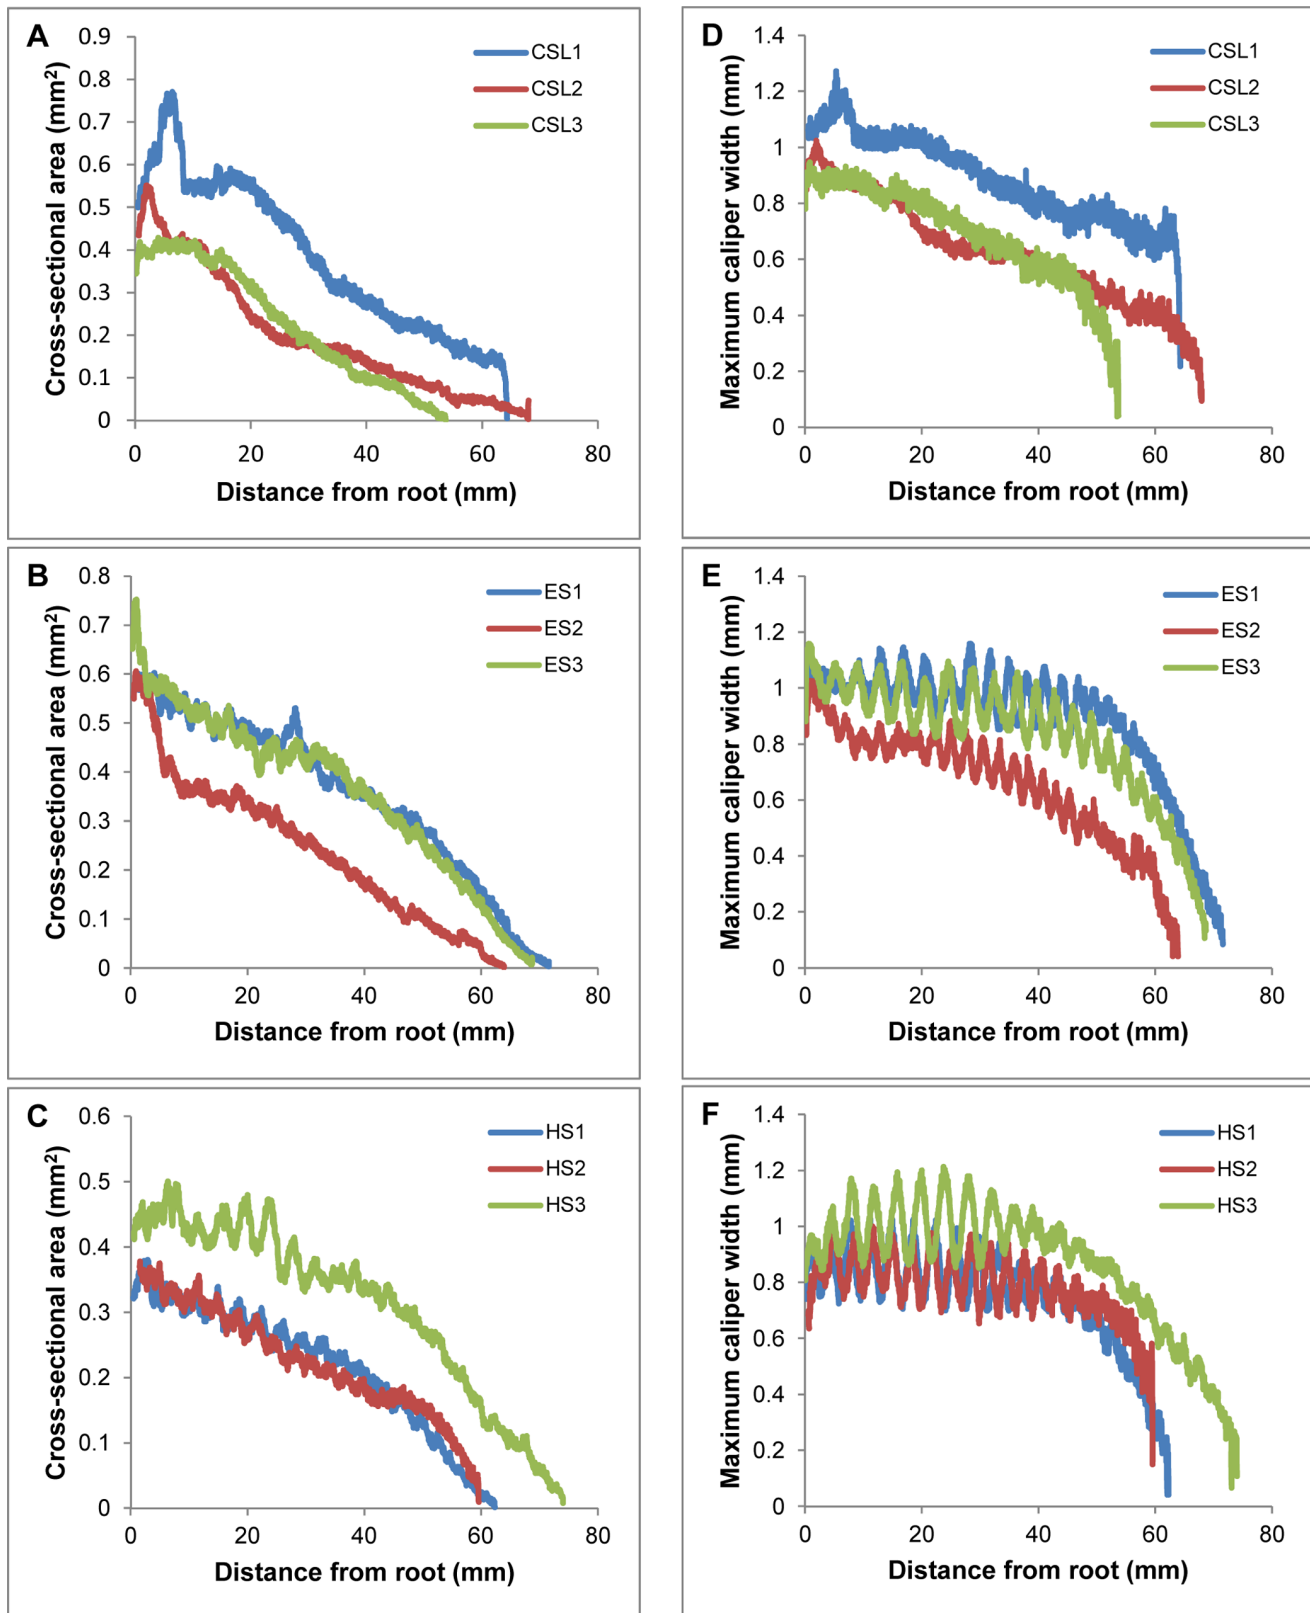 A
Cross-sectional area (mm²)
0.9
0.8
0.7
0.6
0.5
0.4
0.3
0.2
0.1
0
0 20 40 60 80
Distance from root (mm)
CSL1
CSL2
CSL3
D
Maximum caliper width (mm)
1.4
1.2
1
0.8
0.6
0.4
0.2
0
0 20 40 60 80
Distance from root (mm)
CSL1
CSL2
CSL3
B
Cross-sectional area (mm²)
0.8
0.7
0.6
0.5
0.4
0.3
0.2
0.1
0
0 20 40 60 80
Distance from root (mm)
ES1
ES2
ES3
E
Maximum caliper width (mm)
1.4
1.2
1
0.8
0.6
0.4
0.2
0
0 20 40 60 80
Distance from root (mm)
ES1
ES2
ES3
C
Cross-sectional area (mm²)
0.6
0.5
0.4
0.3
0.2
0.1
0
0 20 40 60 80
Distance from root (mm)
HS1
HS2
HS3
F
Maximum caliper width (mm)
1.4
1.2
1
0.8
0.6
0.4
0.2
0
0 20 40 60 80
Distance from root (mm)
HS1
HS2
HS3